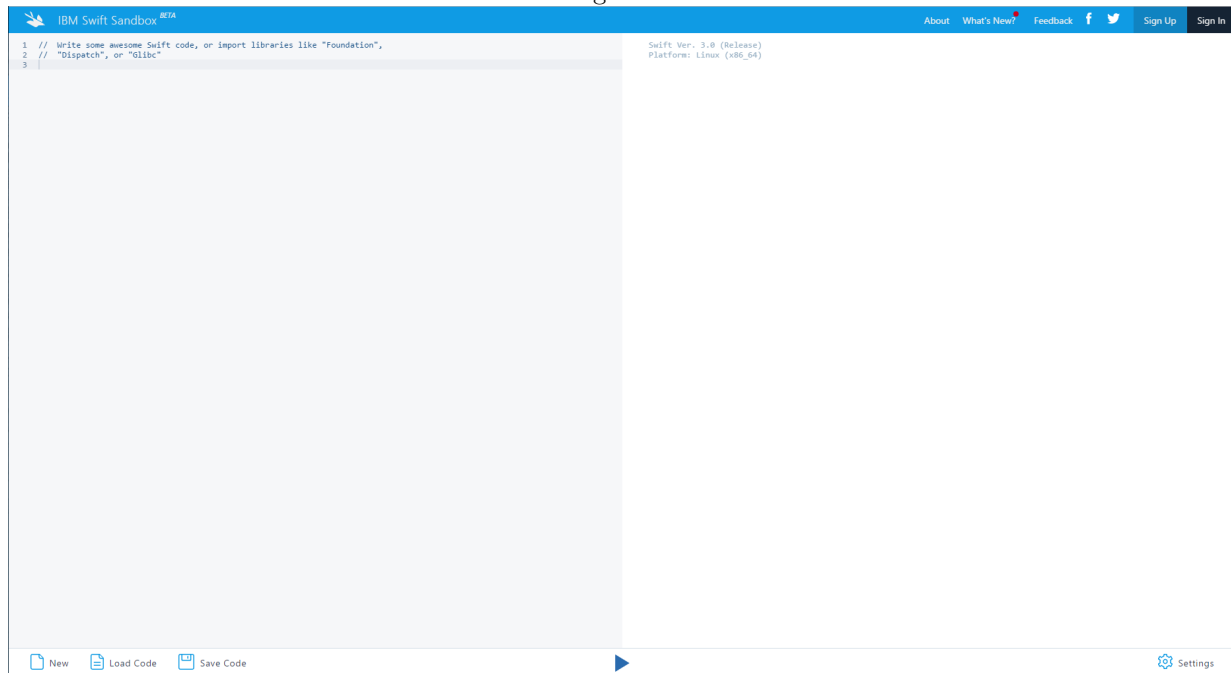 IBM Swift Sandbox BETA
About What's New? Feedback f Sign Up Sign In
1 // Write some awesome Swift code, or import libraries like "Foundation",
2 // "Dispatch", or "Glibc"
3
Swift Ver. 3.0 (Release)
Platform: Linux (x86_64)
New Load Code Save Code Settings